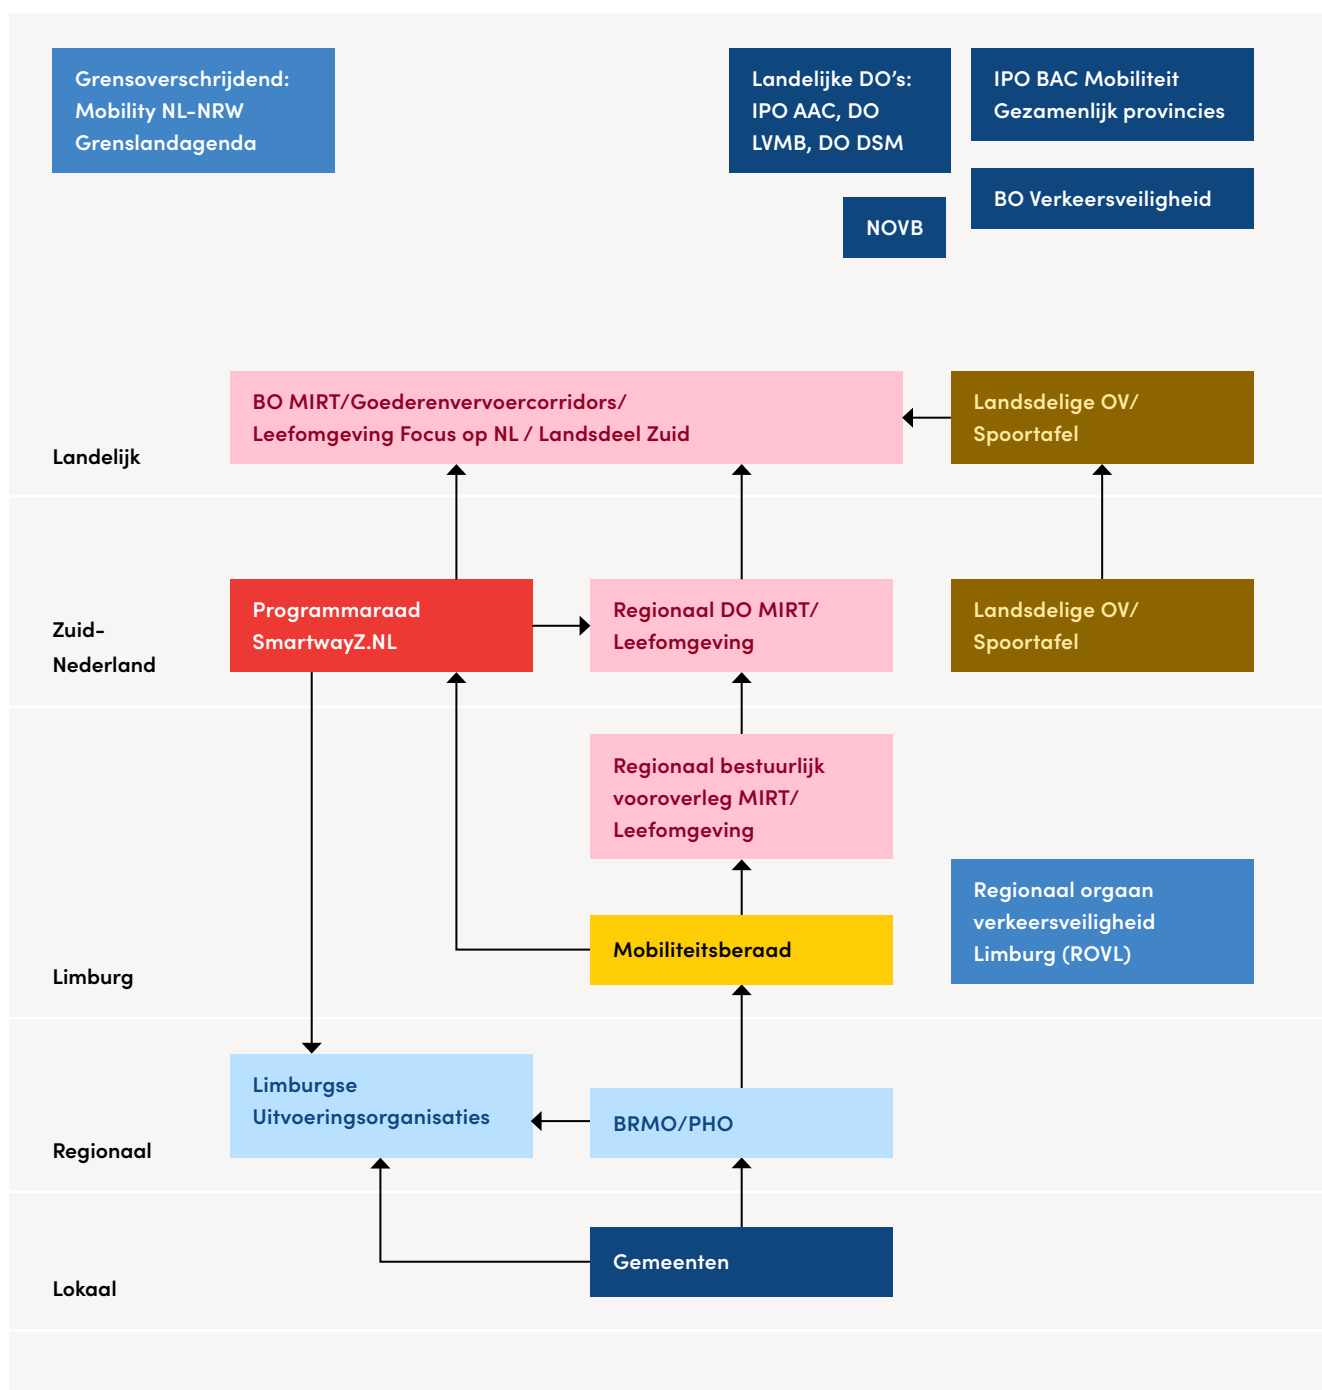 Grensoverschrijdend:
Mobility NL-NRW
Grenslandagenda
Landelijke DO’s:
IPO AAC, DO
LVMB, DO DSM
IPO BAC Mobiliteit
Gezamenlijk provincies
BO Verkeersveiligheid
NOVB
Landelijk
BO MIRT/Goederenvervoercorridors/
Leefomgeving Focus op NL / Landsdeel Zuid
Landsdelige OV/
Spoortafel
Zuid-
Nederland
Programmaraad
SmartwayZ.NL
Regionaal DO MIRT/
Leefomgeving
Landsdelige OV/
Spoortafel
Limburg
Regionaal bestuurlijk
vooroverleg MIRT/
Leefomgeving
Mobiliteitsberaad
Regionaal orgaan
verkeersveiligheid
Limburg (ROVL)
Regionaal
Limburgse
Uitvoeringsorganisaties
BRMO/PHO
Lokaal
Gemeenten